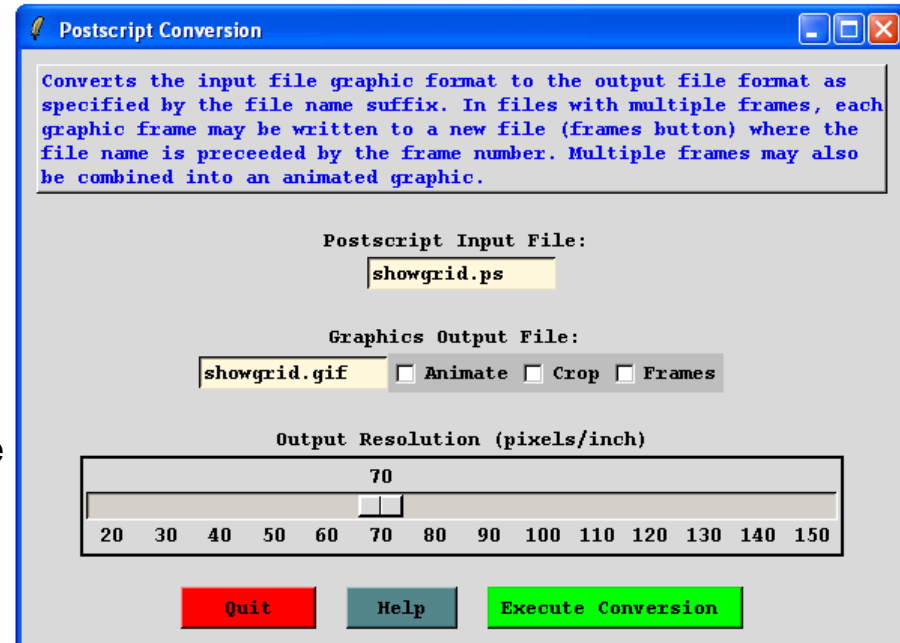 Postscript Conversion
Converts the input file graphic format to the output file format as
specified by the file name suffix. In files with multiple frames, each
graphic frame may be written to a new file (frames button) where the
file name is preceeded by the frame number. Multiple frames may also
be combined into an animated graphic.
Postscript Input File:
showgrid.ps
Graphics Output File:
showgrid.gif Animate Crop Frames
Output Resolution (pixels/inch)
70
20 30 40 50 60 70 80 90 100 110 120 130 140 150
Quit Help Execute Conversion